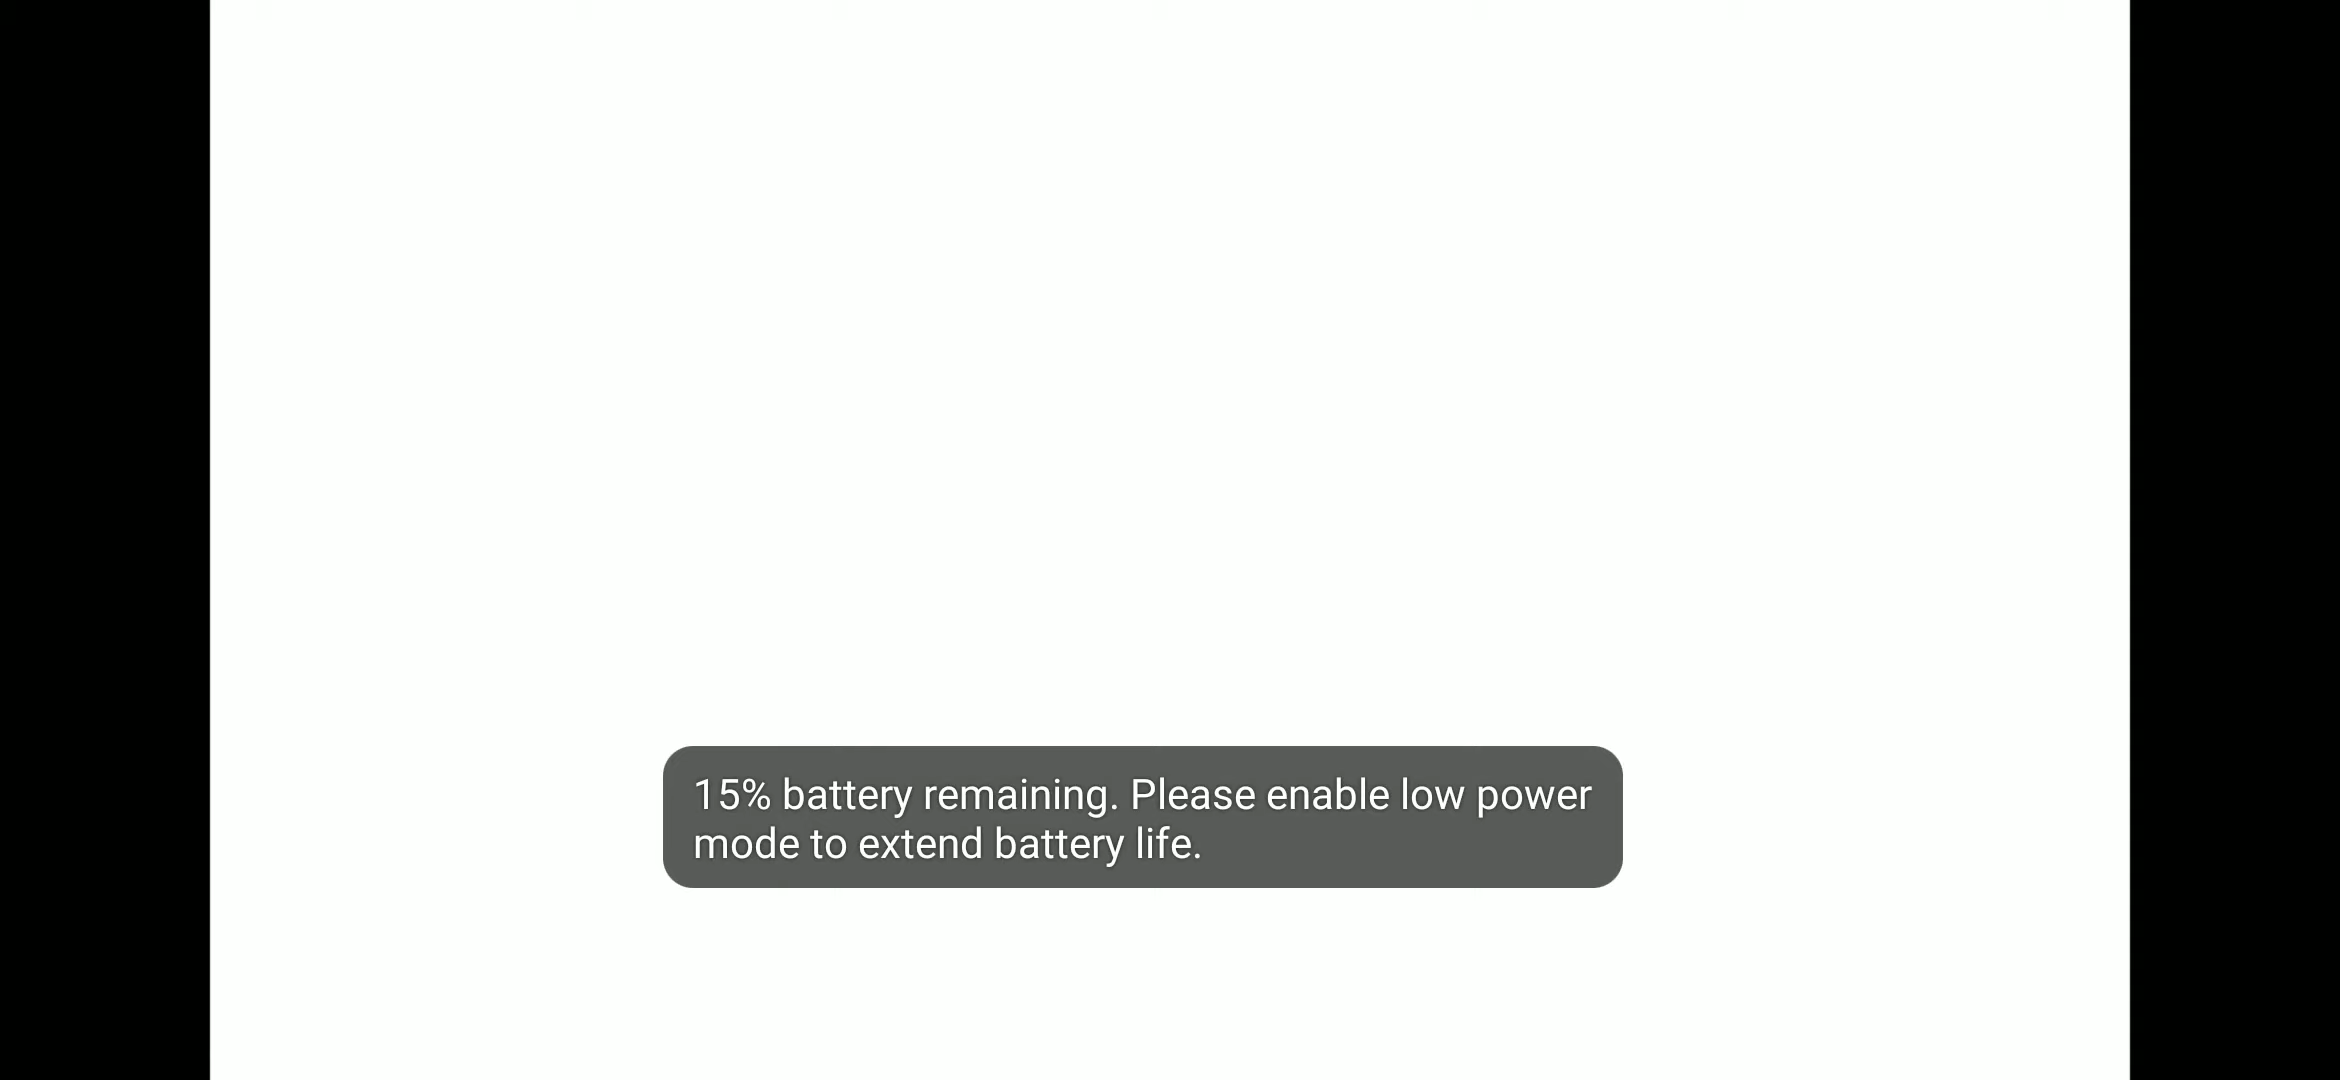 15% battery remaining. Please enable low power
mode to extend battery life.